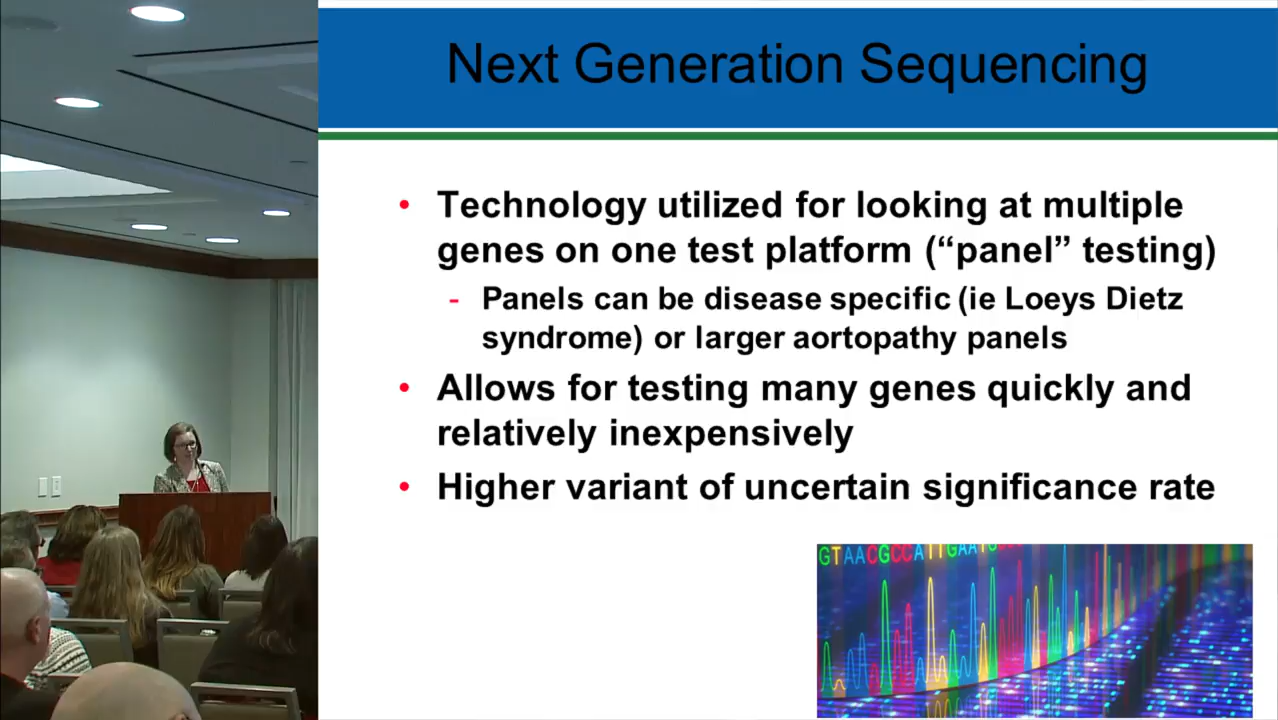 Next Generation Sequencing
• Technology utilized for looking at multiple
genes on one test platform (“panel” testing)
- Panels can be disease specific (ie Loeys Dietz
syndrome) or larger aortopathy panels
• Allows for testing many genes quickly and
relatively inexpensively
• Higher variant of uncertain significance rate
GTAACGCCATTGAAT